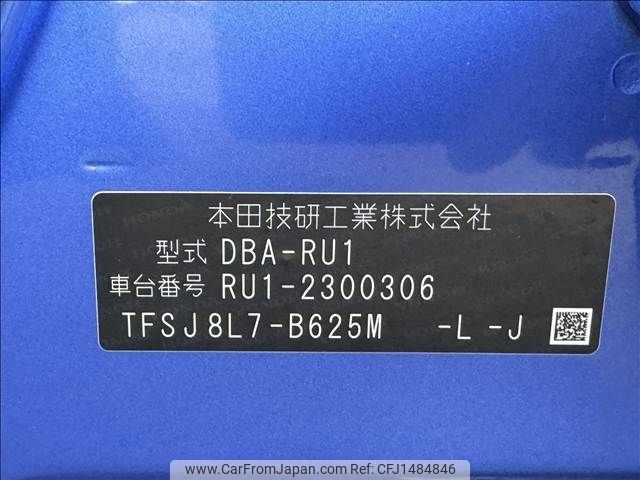 本田技研工業株式会社
型式 DBA-RU1
車台番号 RU1-2300306
TFSJ8L7-B625M -L -J
www.CarFromJapan.com | CFJ1484846